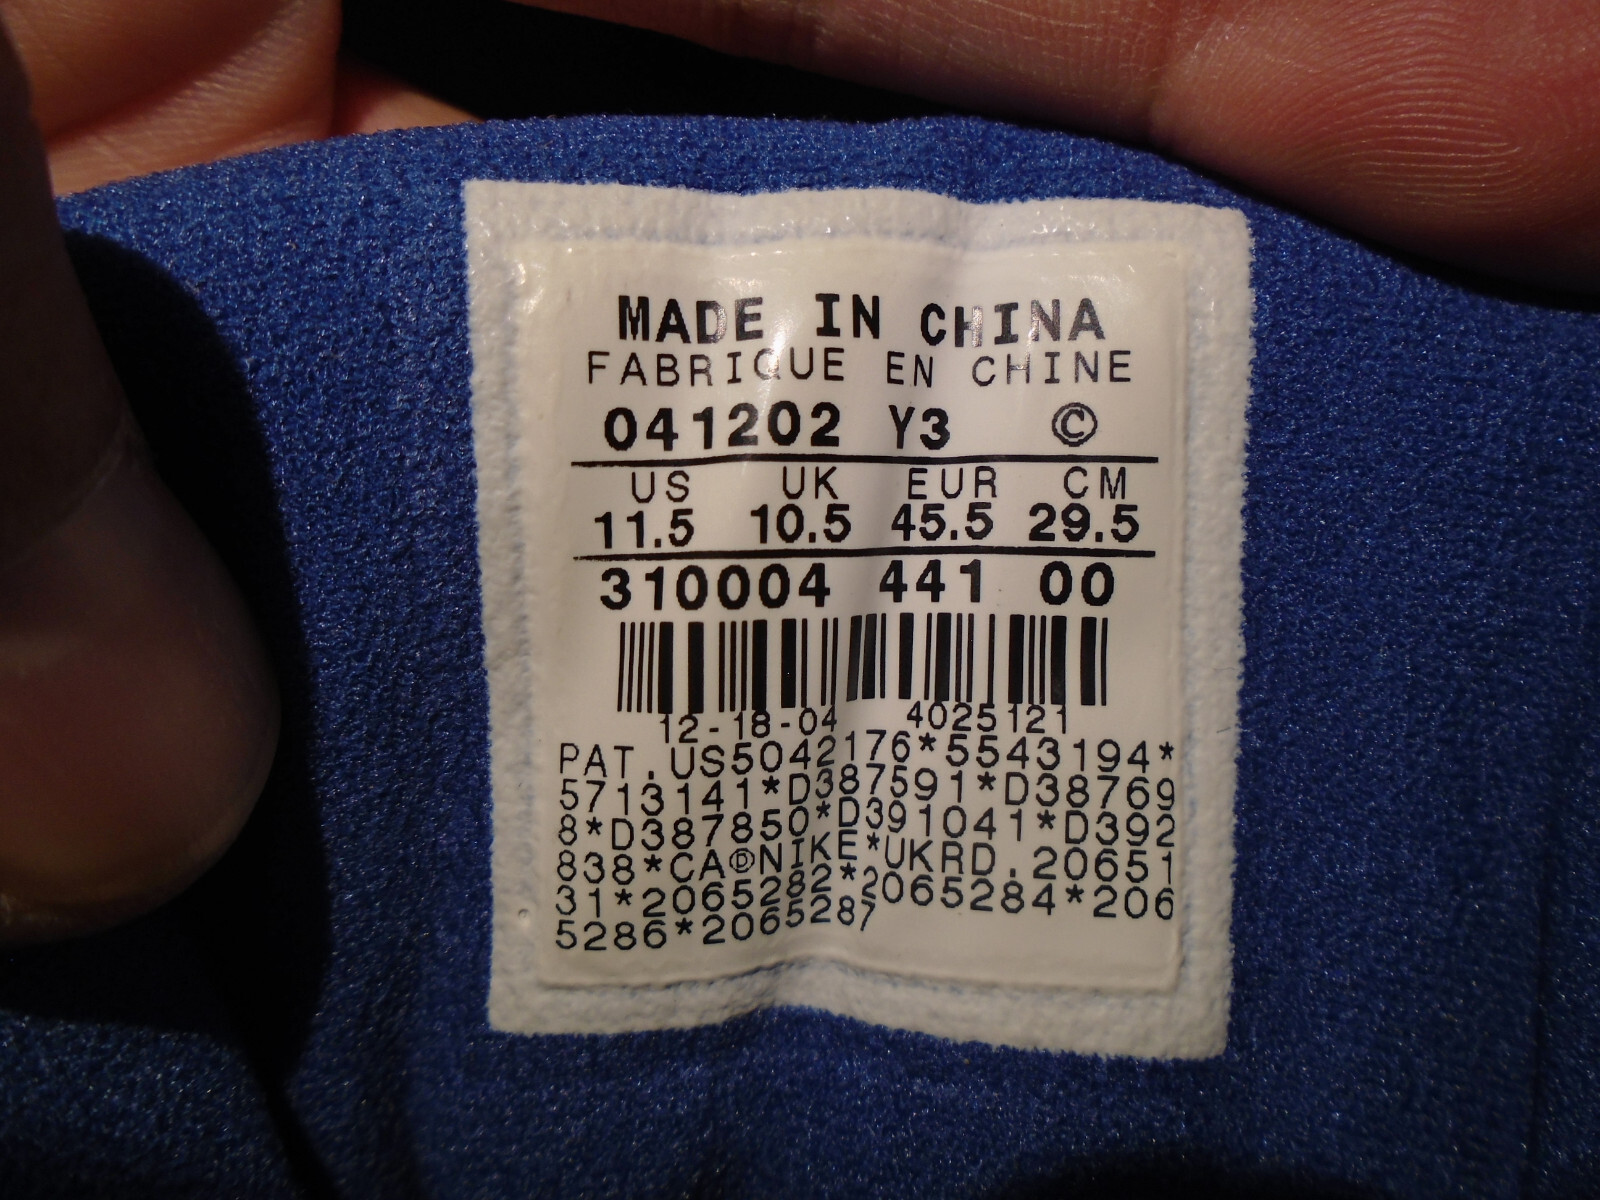 MADE IN CHINA
FABRIQUE EN CHINE
041202 Y3 ©
US UK EUR CM
11.5 10.5 45.5 29.5
310004 441 00
12-18-04 4025121
PAT.US5042176*5543194*
5713141*D387591*D38769
8*D387850*D391041*D392
838*CA®NIKE*UKRD.20651
31*2065282*2065284*206
5286*2065287